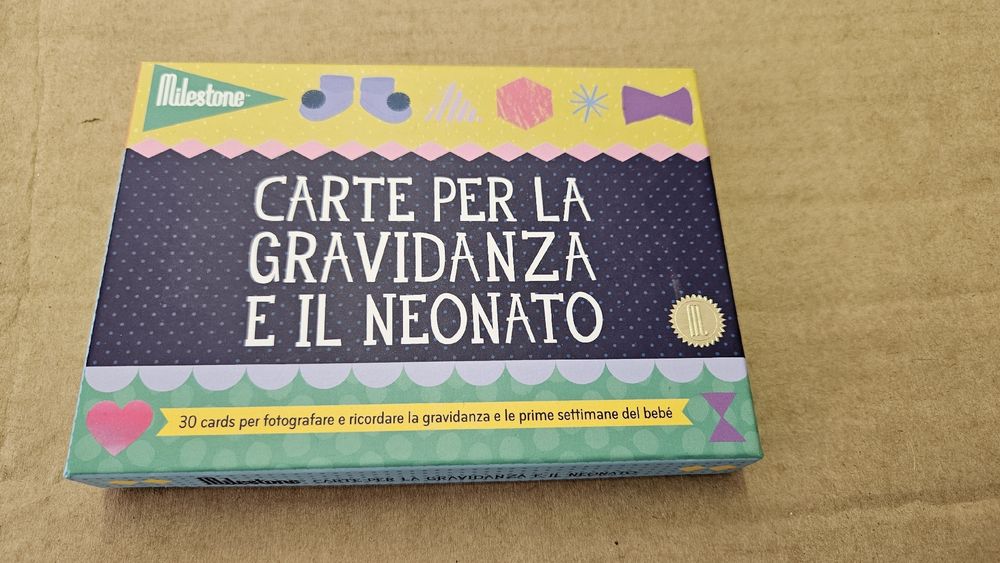 Milestone™
CARTE PER LA
GRAVIDANZA
E IL NEONATO
M
30 cards per fotografare e ricordare la gravidanza e le prime settimane del bebé
Milestone CARTE PER LA GRAVIDANZA E IL NEONATO